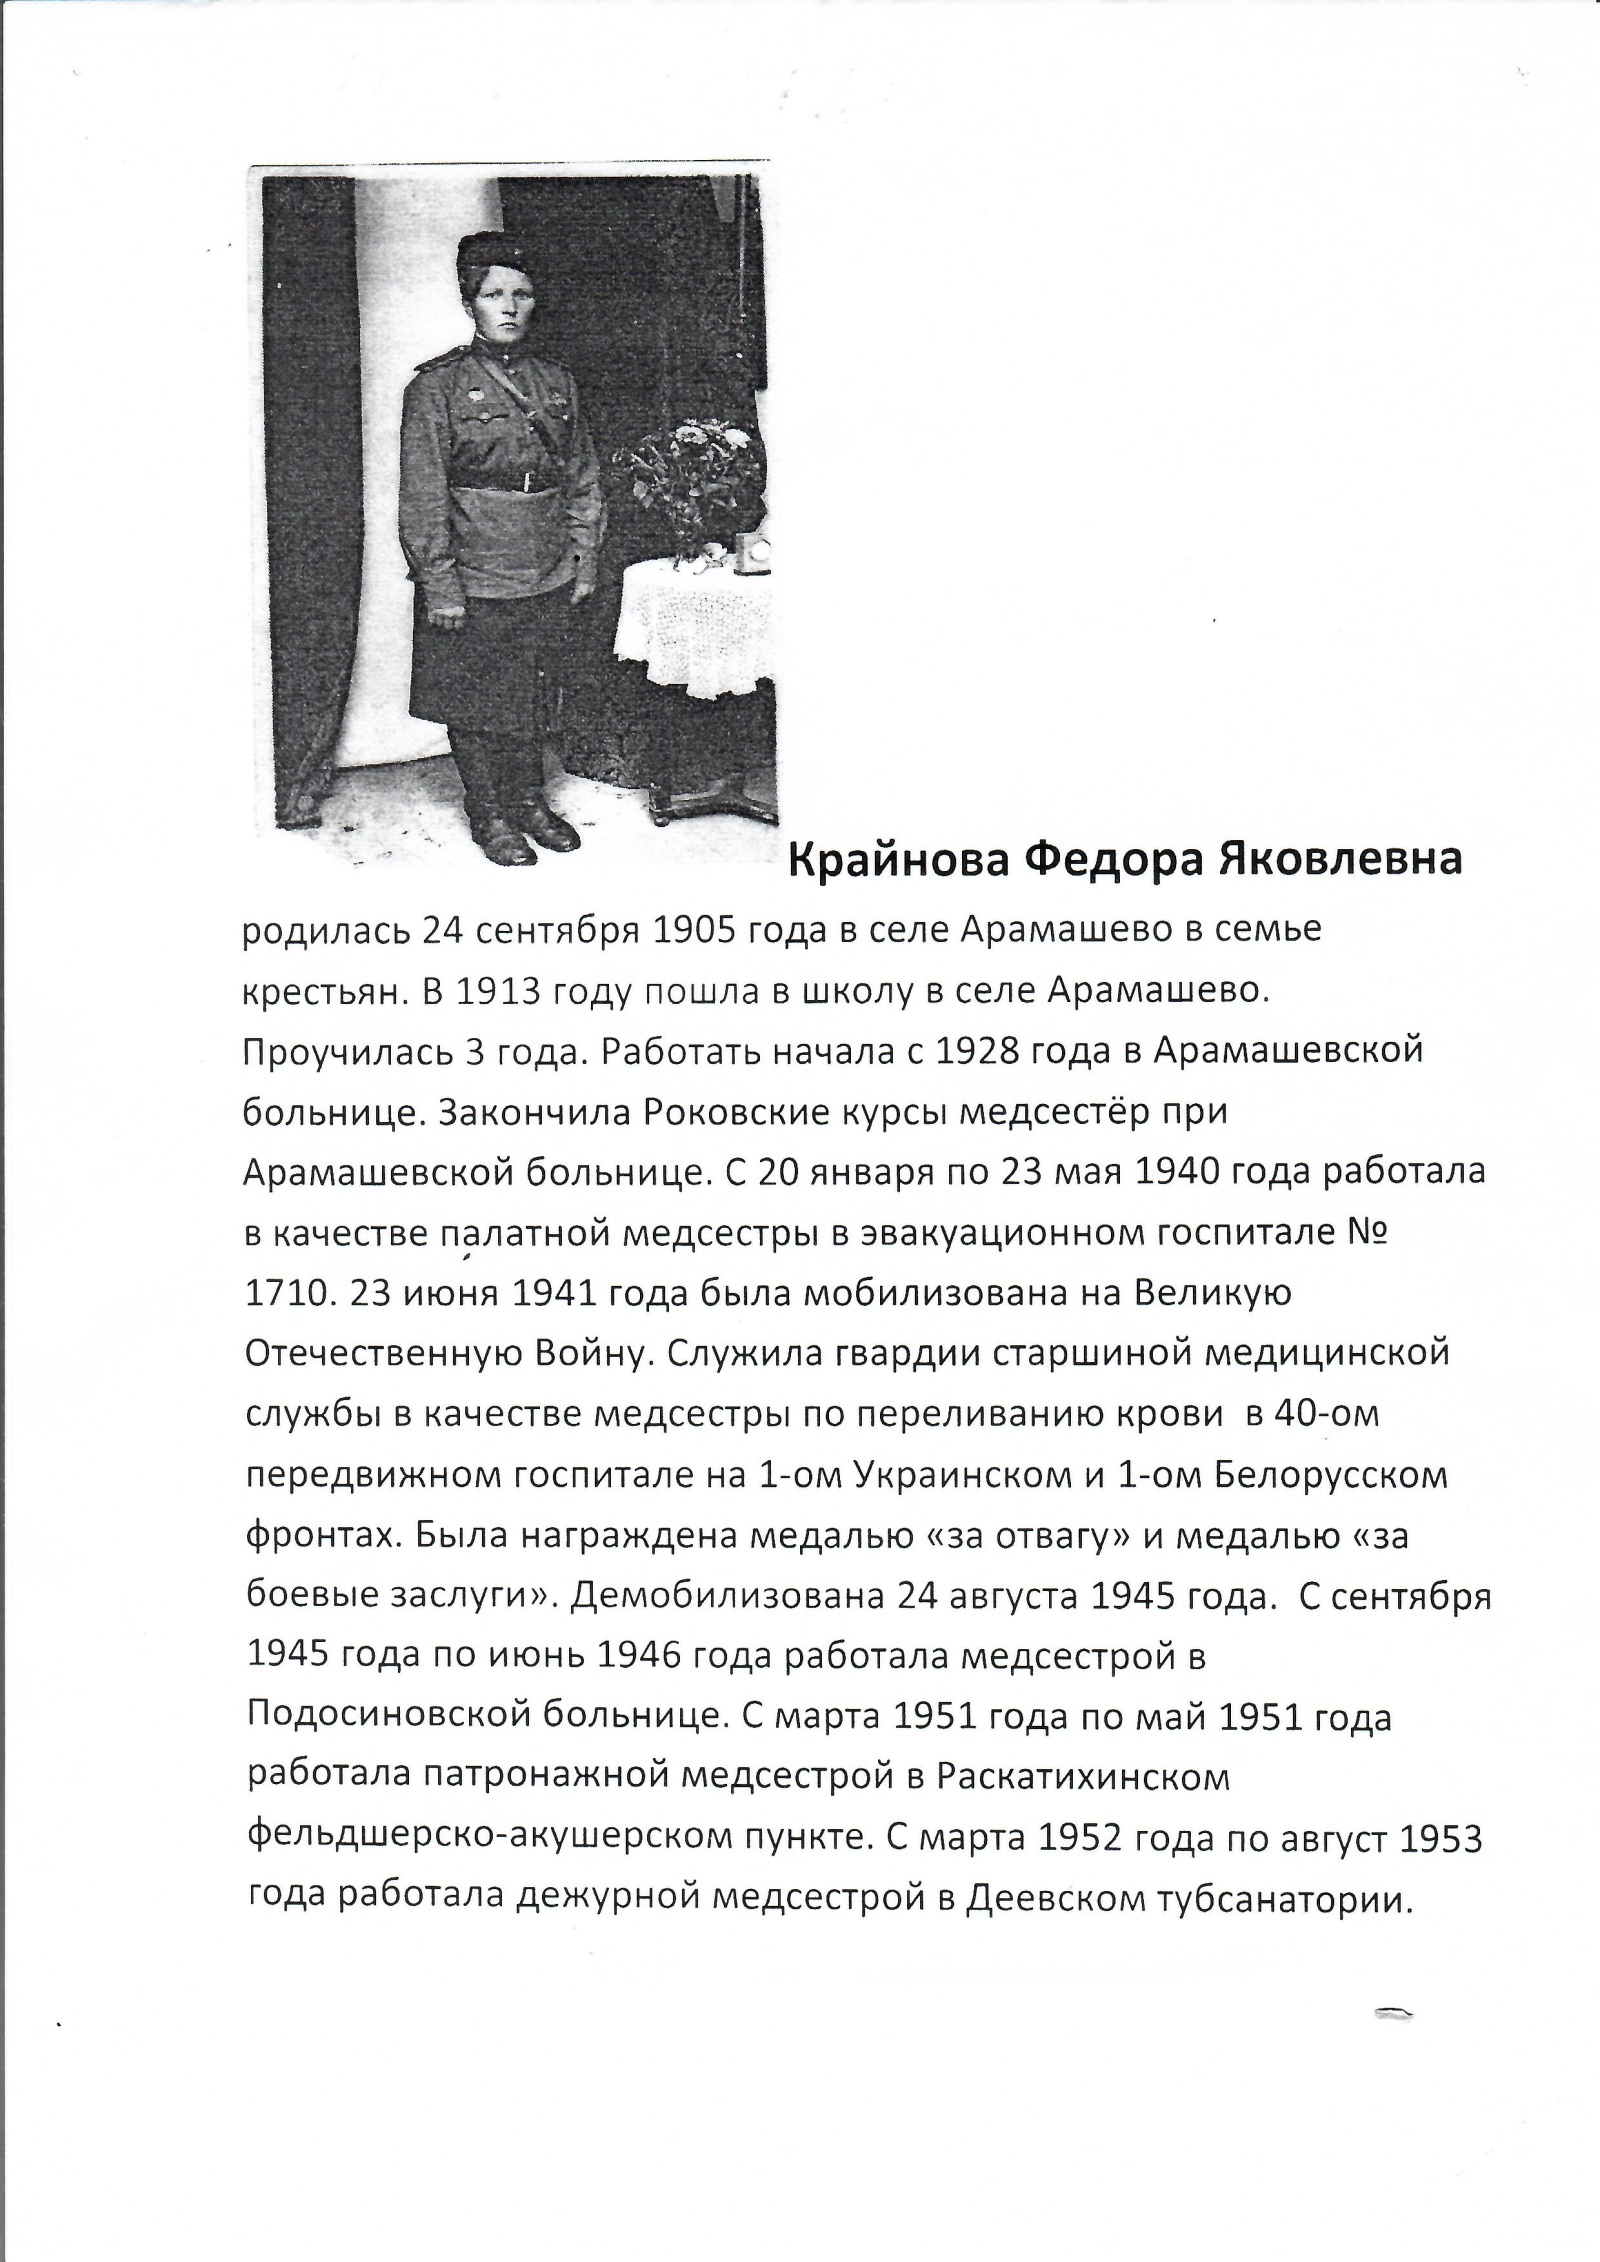 Крайнова Федора Яковлевна
родилась 24 сентября 1905 года в селе Арамашево в семье
крестьян. В 1913 году пошла в школу в селе Арамашево.
Проучилась 3 года. Работать начала с 1928 года в Арамашевской
больнице. Закончила Роковские курсы медсестёр при
Арамашевской больнице. С 20 января по 23 мая 1940 года работала
в качестве палатной медсестры в эвакуационном госпитале №
1710. 23 июня 1941 года была мобилизована на Великую
Отечественную Войну. Служила гвардии старшиной медицинской
службы в качестве медсестры по переливанию крови в 40-ом
передвижном госпитале на 1-ом Украинском и 1-ом Белорусском
фронтах. Была награждена медалью «за отвагу» и медалью «за
боевые заслуги». Демобилизована 24 августа 1945 года. С сентября
1945 года по июнь 1946 года работала медсестрой в
Подосиновской больнице. С марта 1951 года по май 1951 года
работала патронажной медсестрой в Раскатихинском
фельдшерско-акушерском пункте. С марта 1952 года по август 1953
года работала дежурной медсестрой в Деевском тубсанатории.